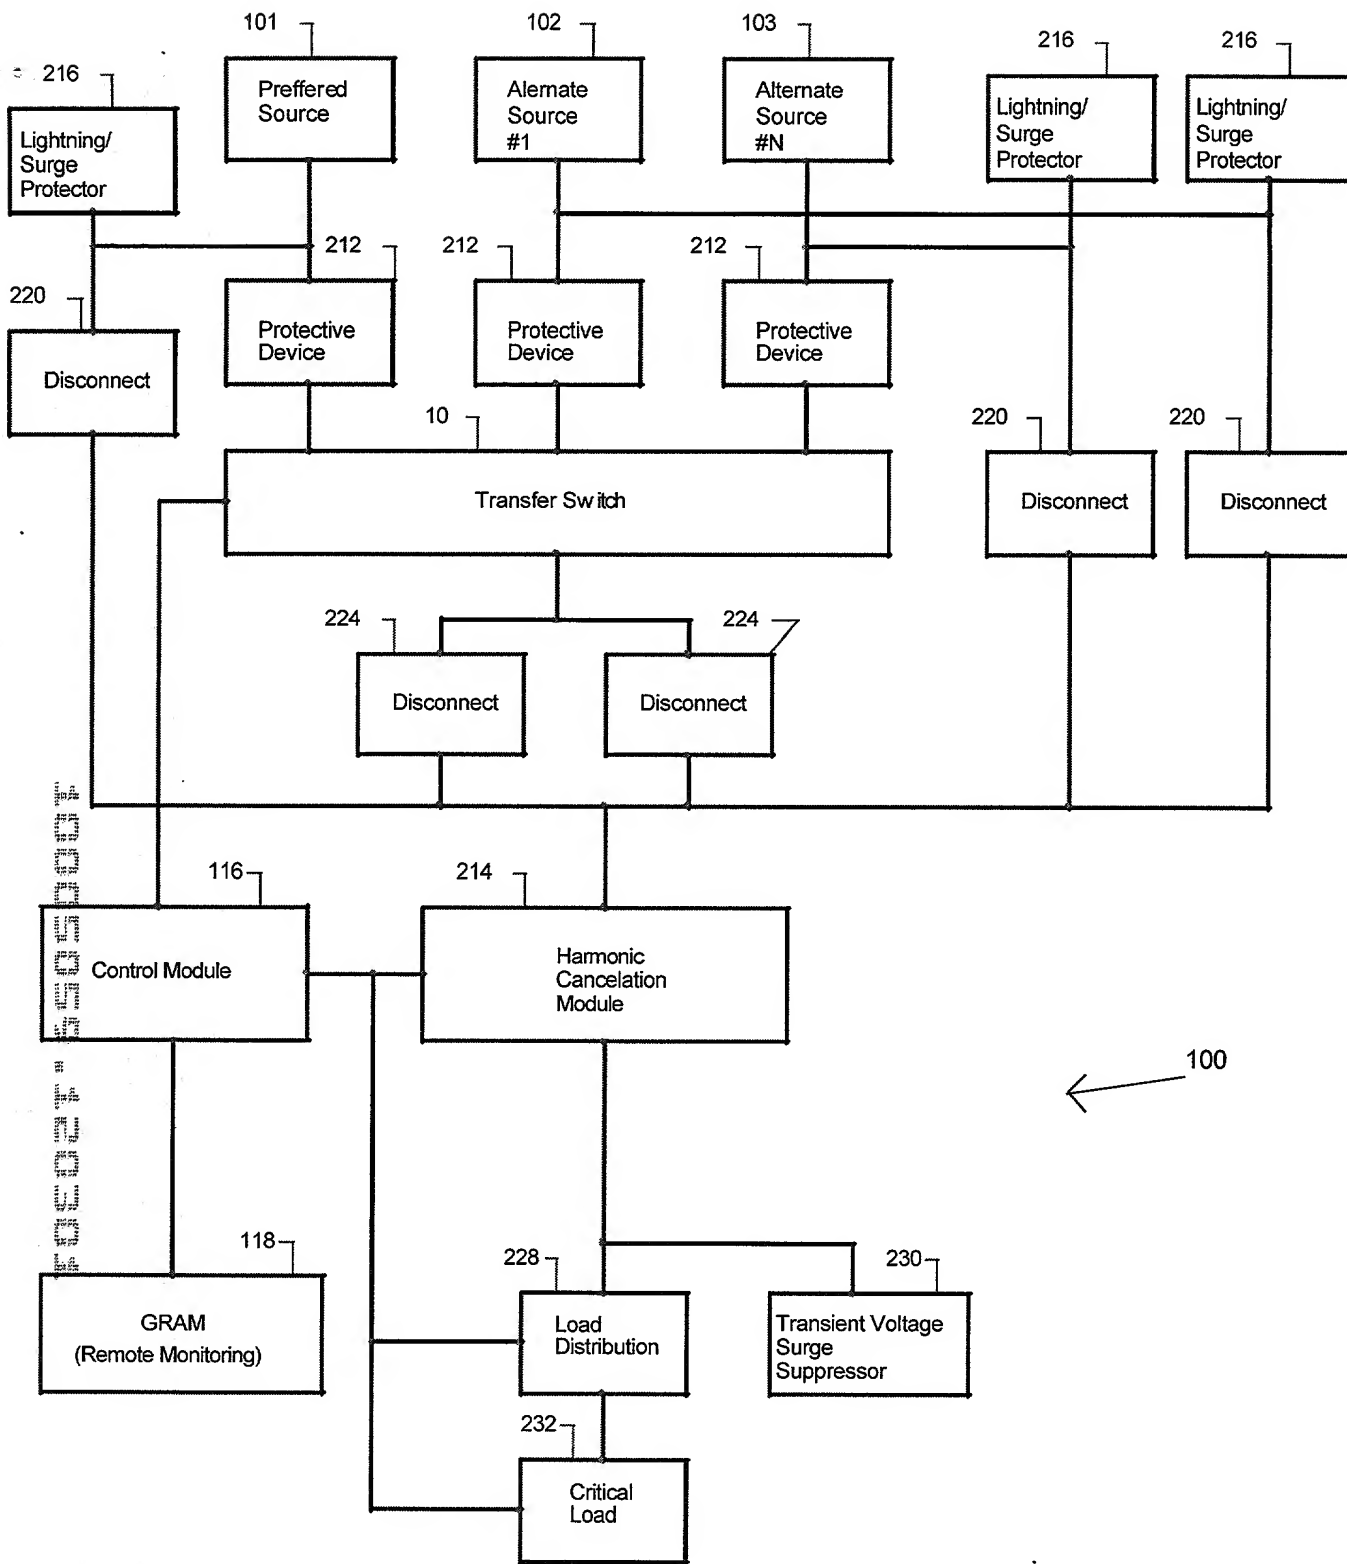 101
102
103
216
216
216
Preffered
Source
Alernate
Source
#1
Alternate
Source
#N
Lightning/
Surge
Protector
Lightning/
Surge
Protector
Lightning/
Surge
Protector
212
212
212
220
Protective
Device
Protective
Device
Protective
Device
Disconnect
10
220
220
Transfer Switch
Disconnect
Disconnect
224
224
Disconnect
Disconnect
116
214
Control Module
Harmonic
Cancelation
Module
100
10005055.120301
118
228
230
GRAM
(Remote Monitoring)
Load
Distribution
Transient Voltage
Surge
Suppressor
232
Critical
Load